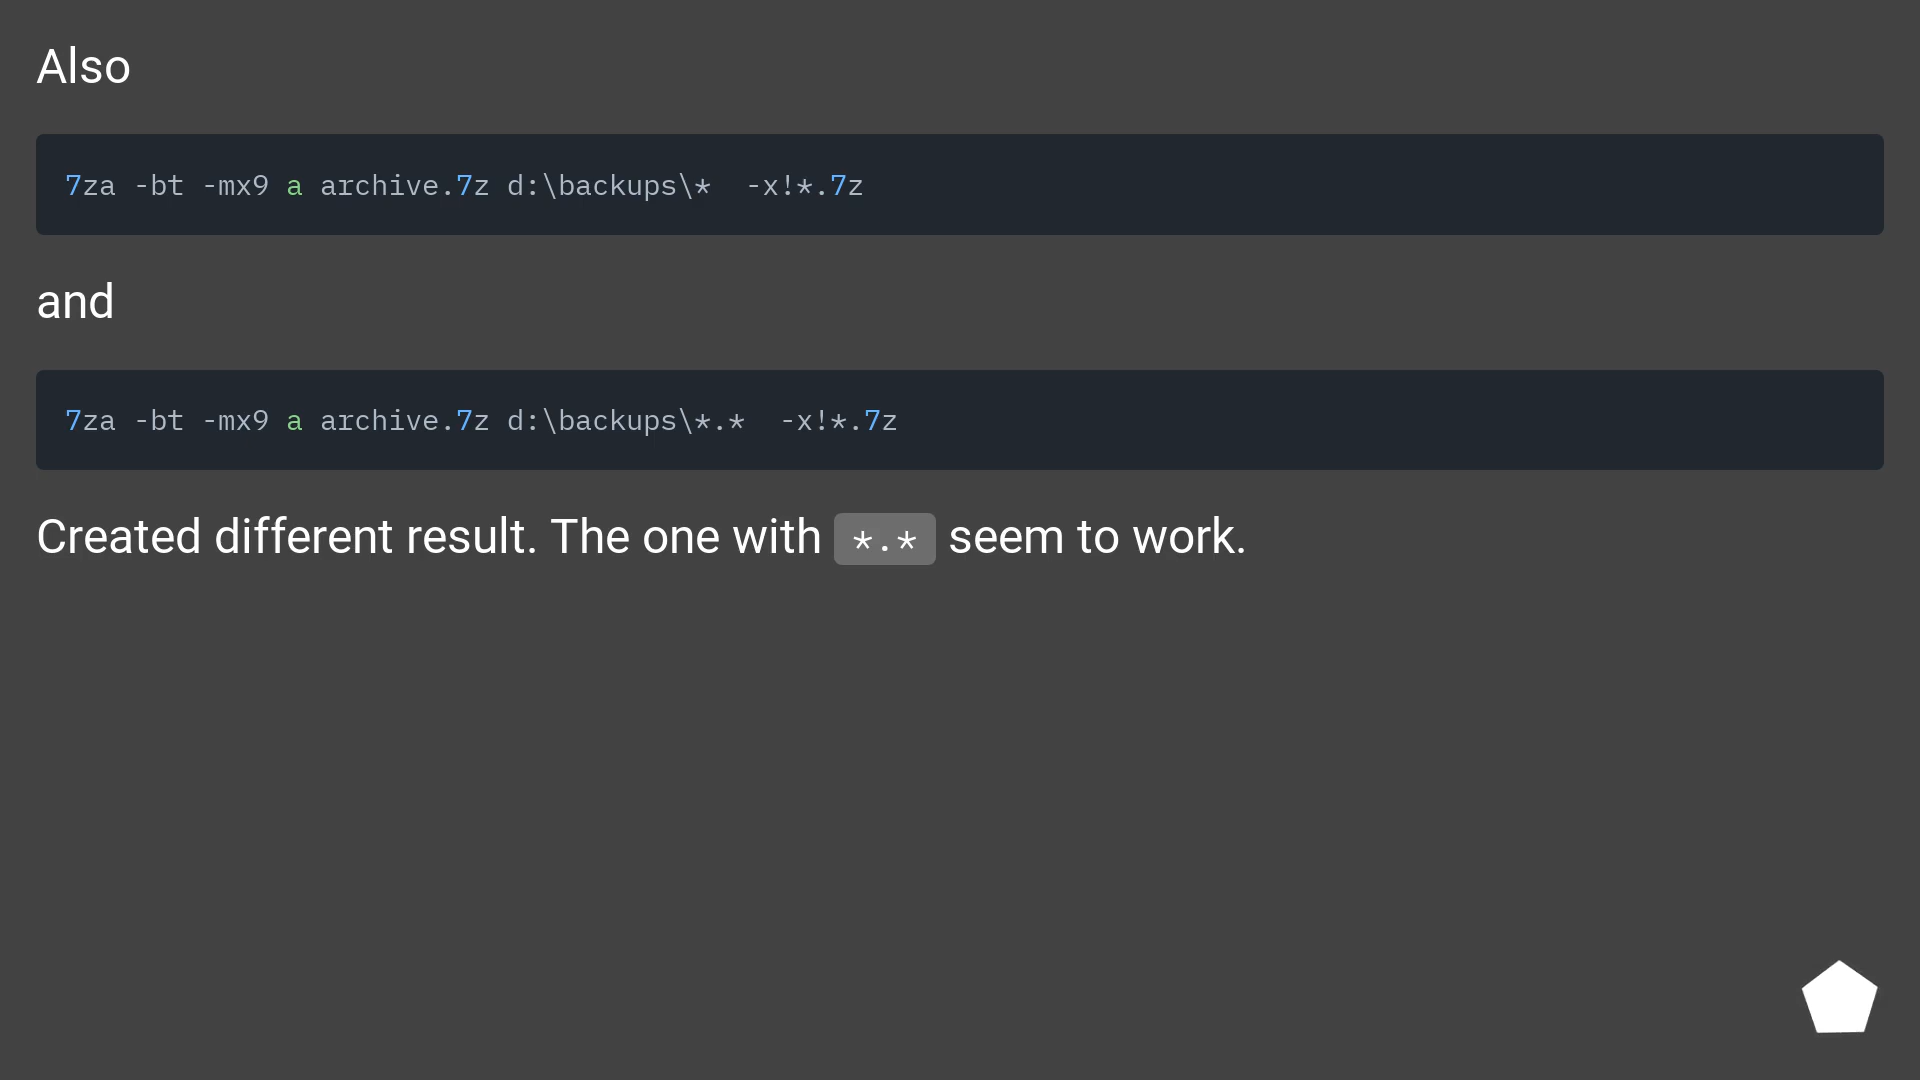 Also
7za -bt -mx9 a archive.7z d:\backups\*  -x!*.7z
and
7za -bt -mx9 a archive.7z d:\backups\*.*  -x!*.7z
Created different result. The one with *.* seem to work.